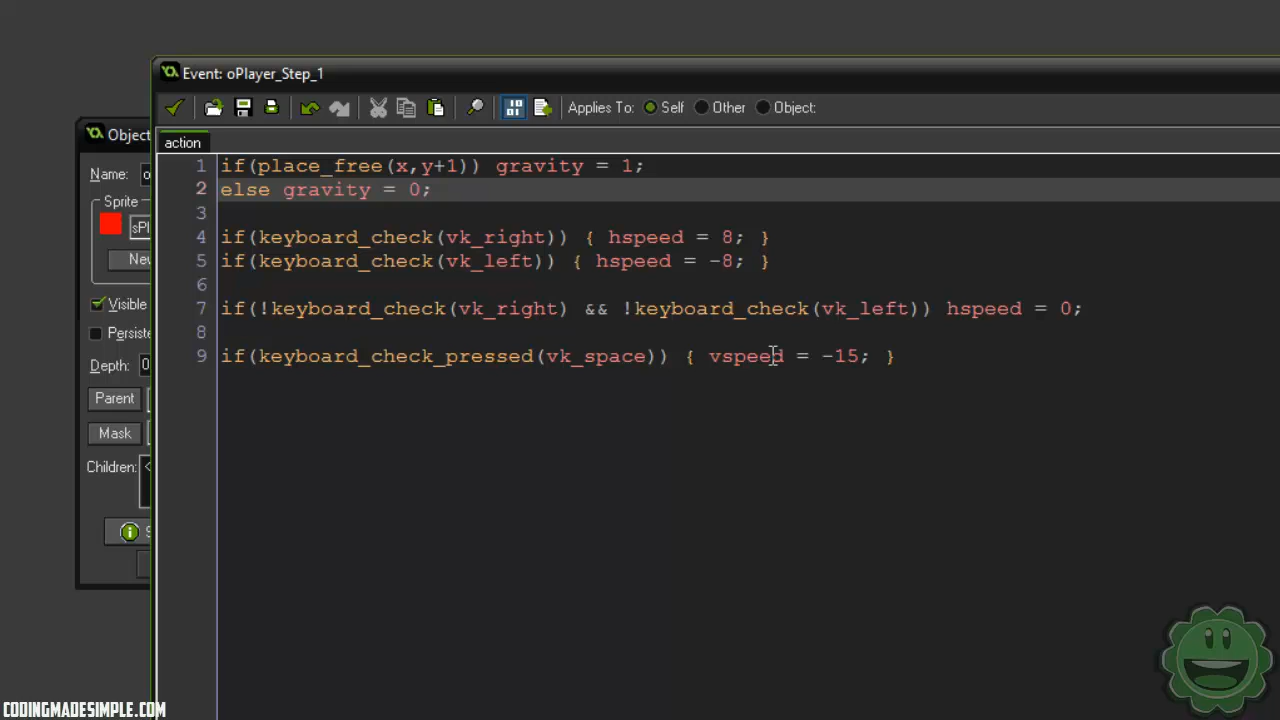 Event: oPlayer_Step_1
Applies To: Self Other Object:
action
Object
Name: o
Sprite
sPl
New
Visible
Persiste
Depth: 0
Parent
Mask
Children: <
S
1 if(place_free(x,y+1)) gravity = 1;
2 else gravity = 0;
3
4 if(keyboard_check(vk_right)) { hspeed = 8; }
5 if(keyboard_check(vk_left)) { hspeed = -8; }
6
7 if(!keyboard_check(vk_right) && !keyboard_check(vk_left)) hspeed = 0;
8
9 if(keyboard_check_pressed(vk_space)) { vspeed = -15; }
CODINGMADESIMPLE.COM